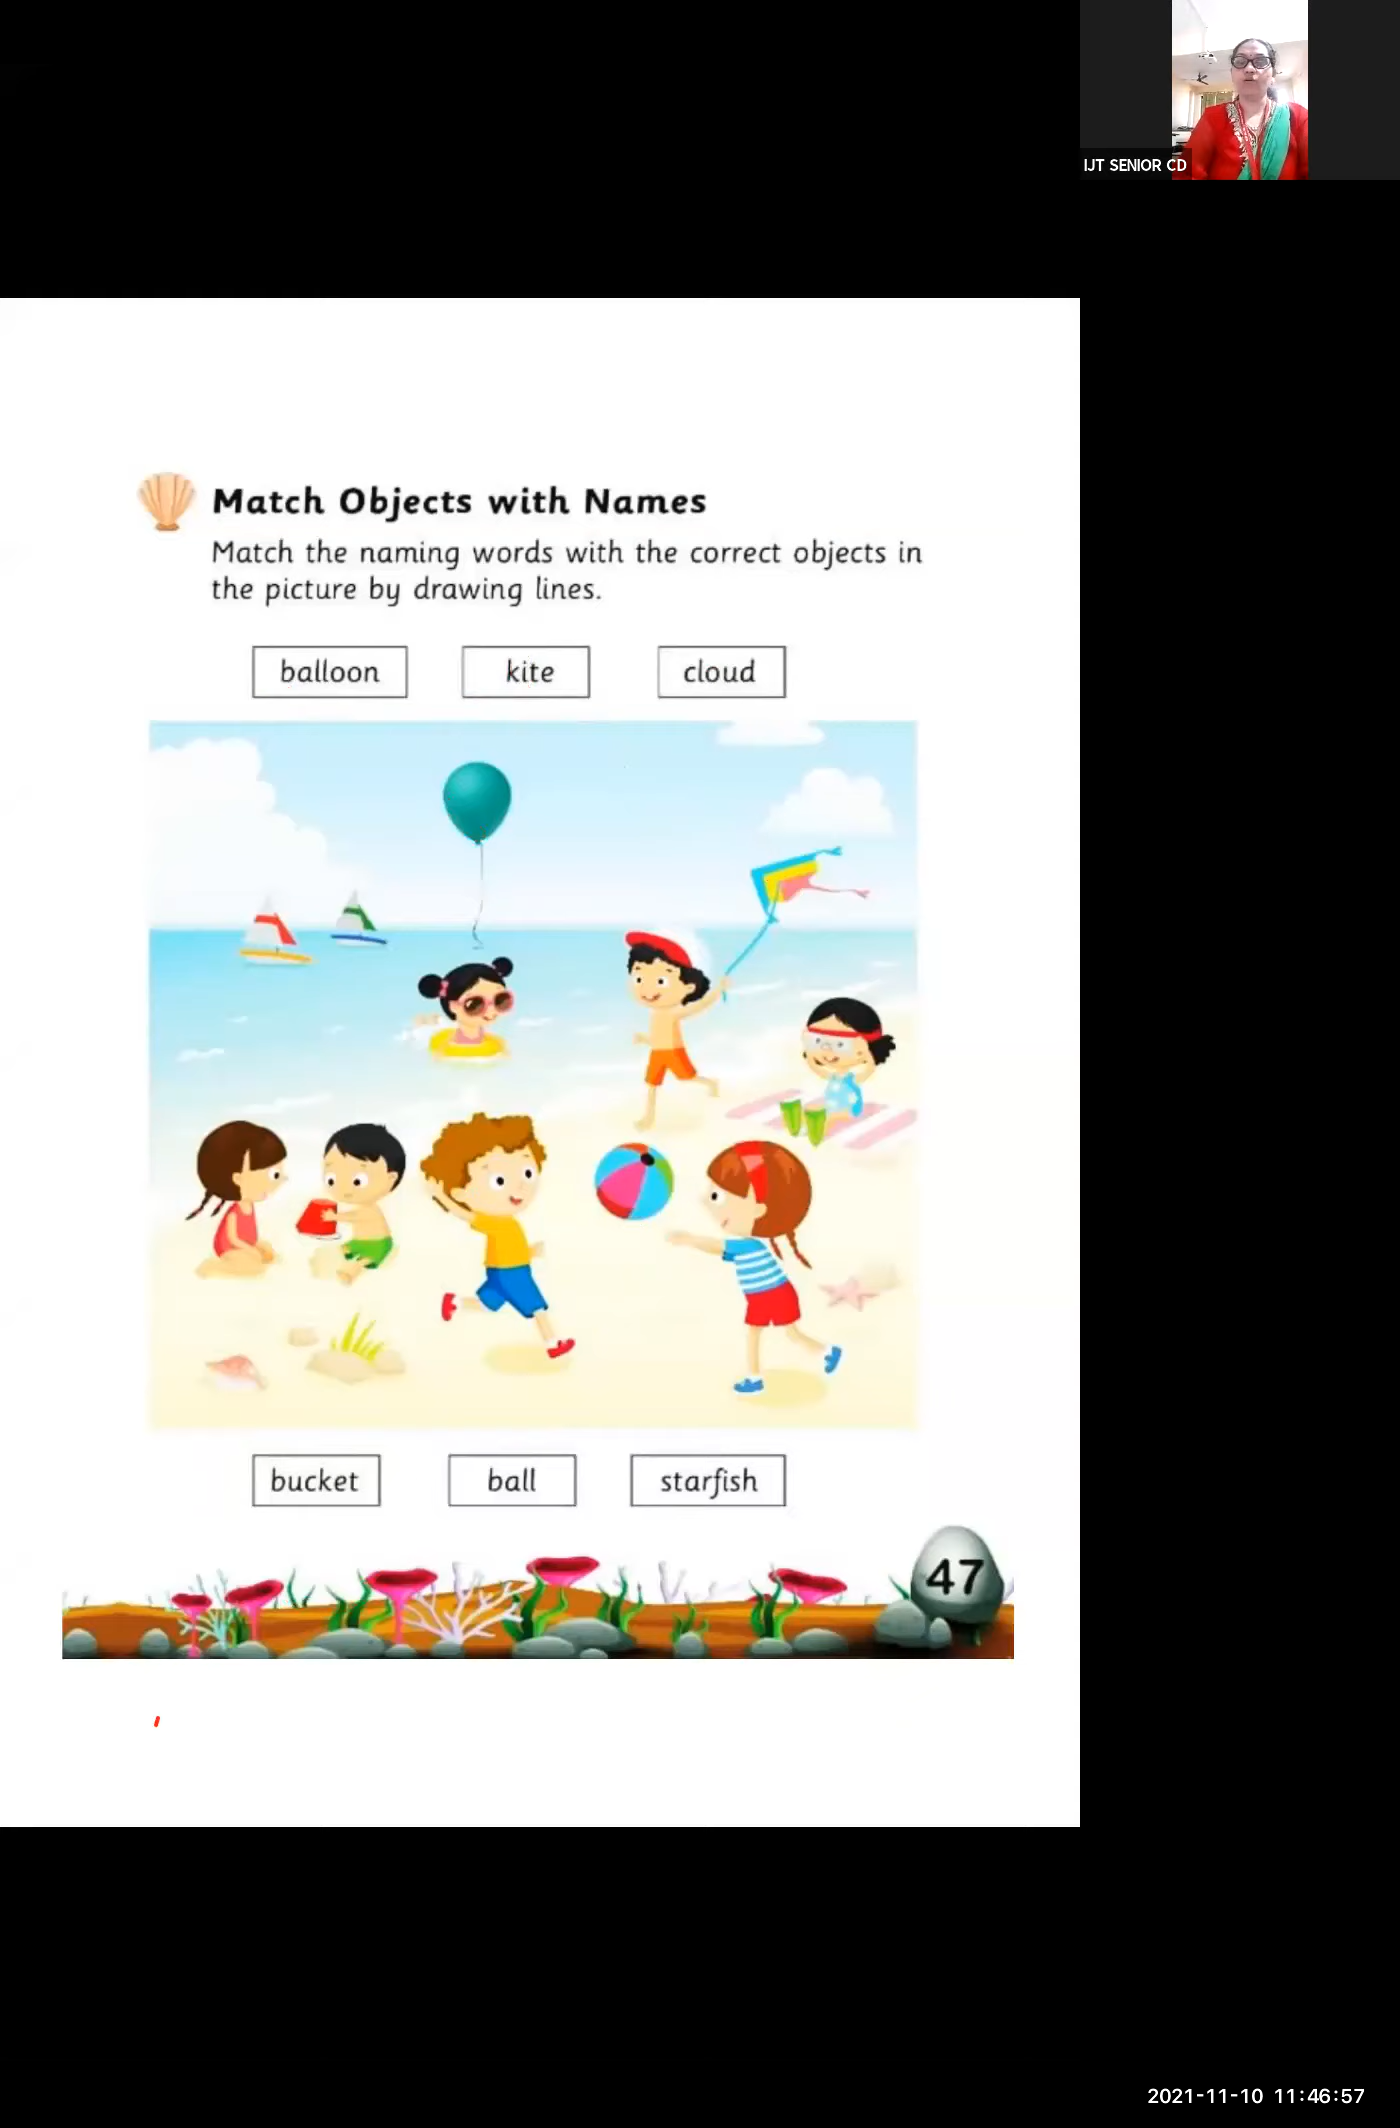 IJT SENIOR CD
Match Objects with Names
Match the naming words with the correct objects in
the picture by drawing lines.
balloon kite cloud
bucket ball starfish
47
2021-11-10 11:46:57